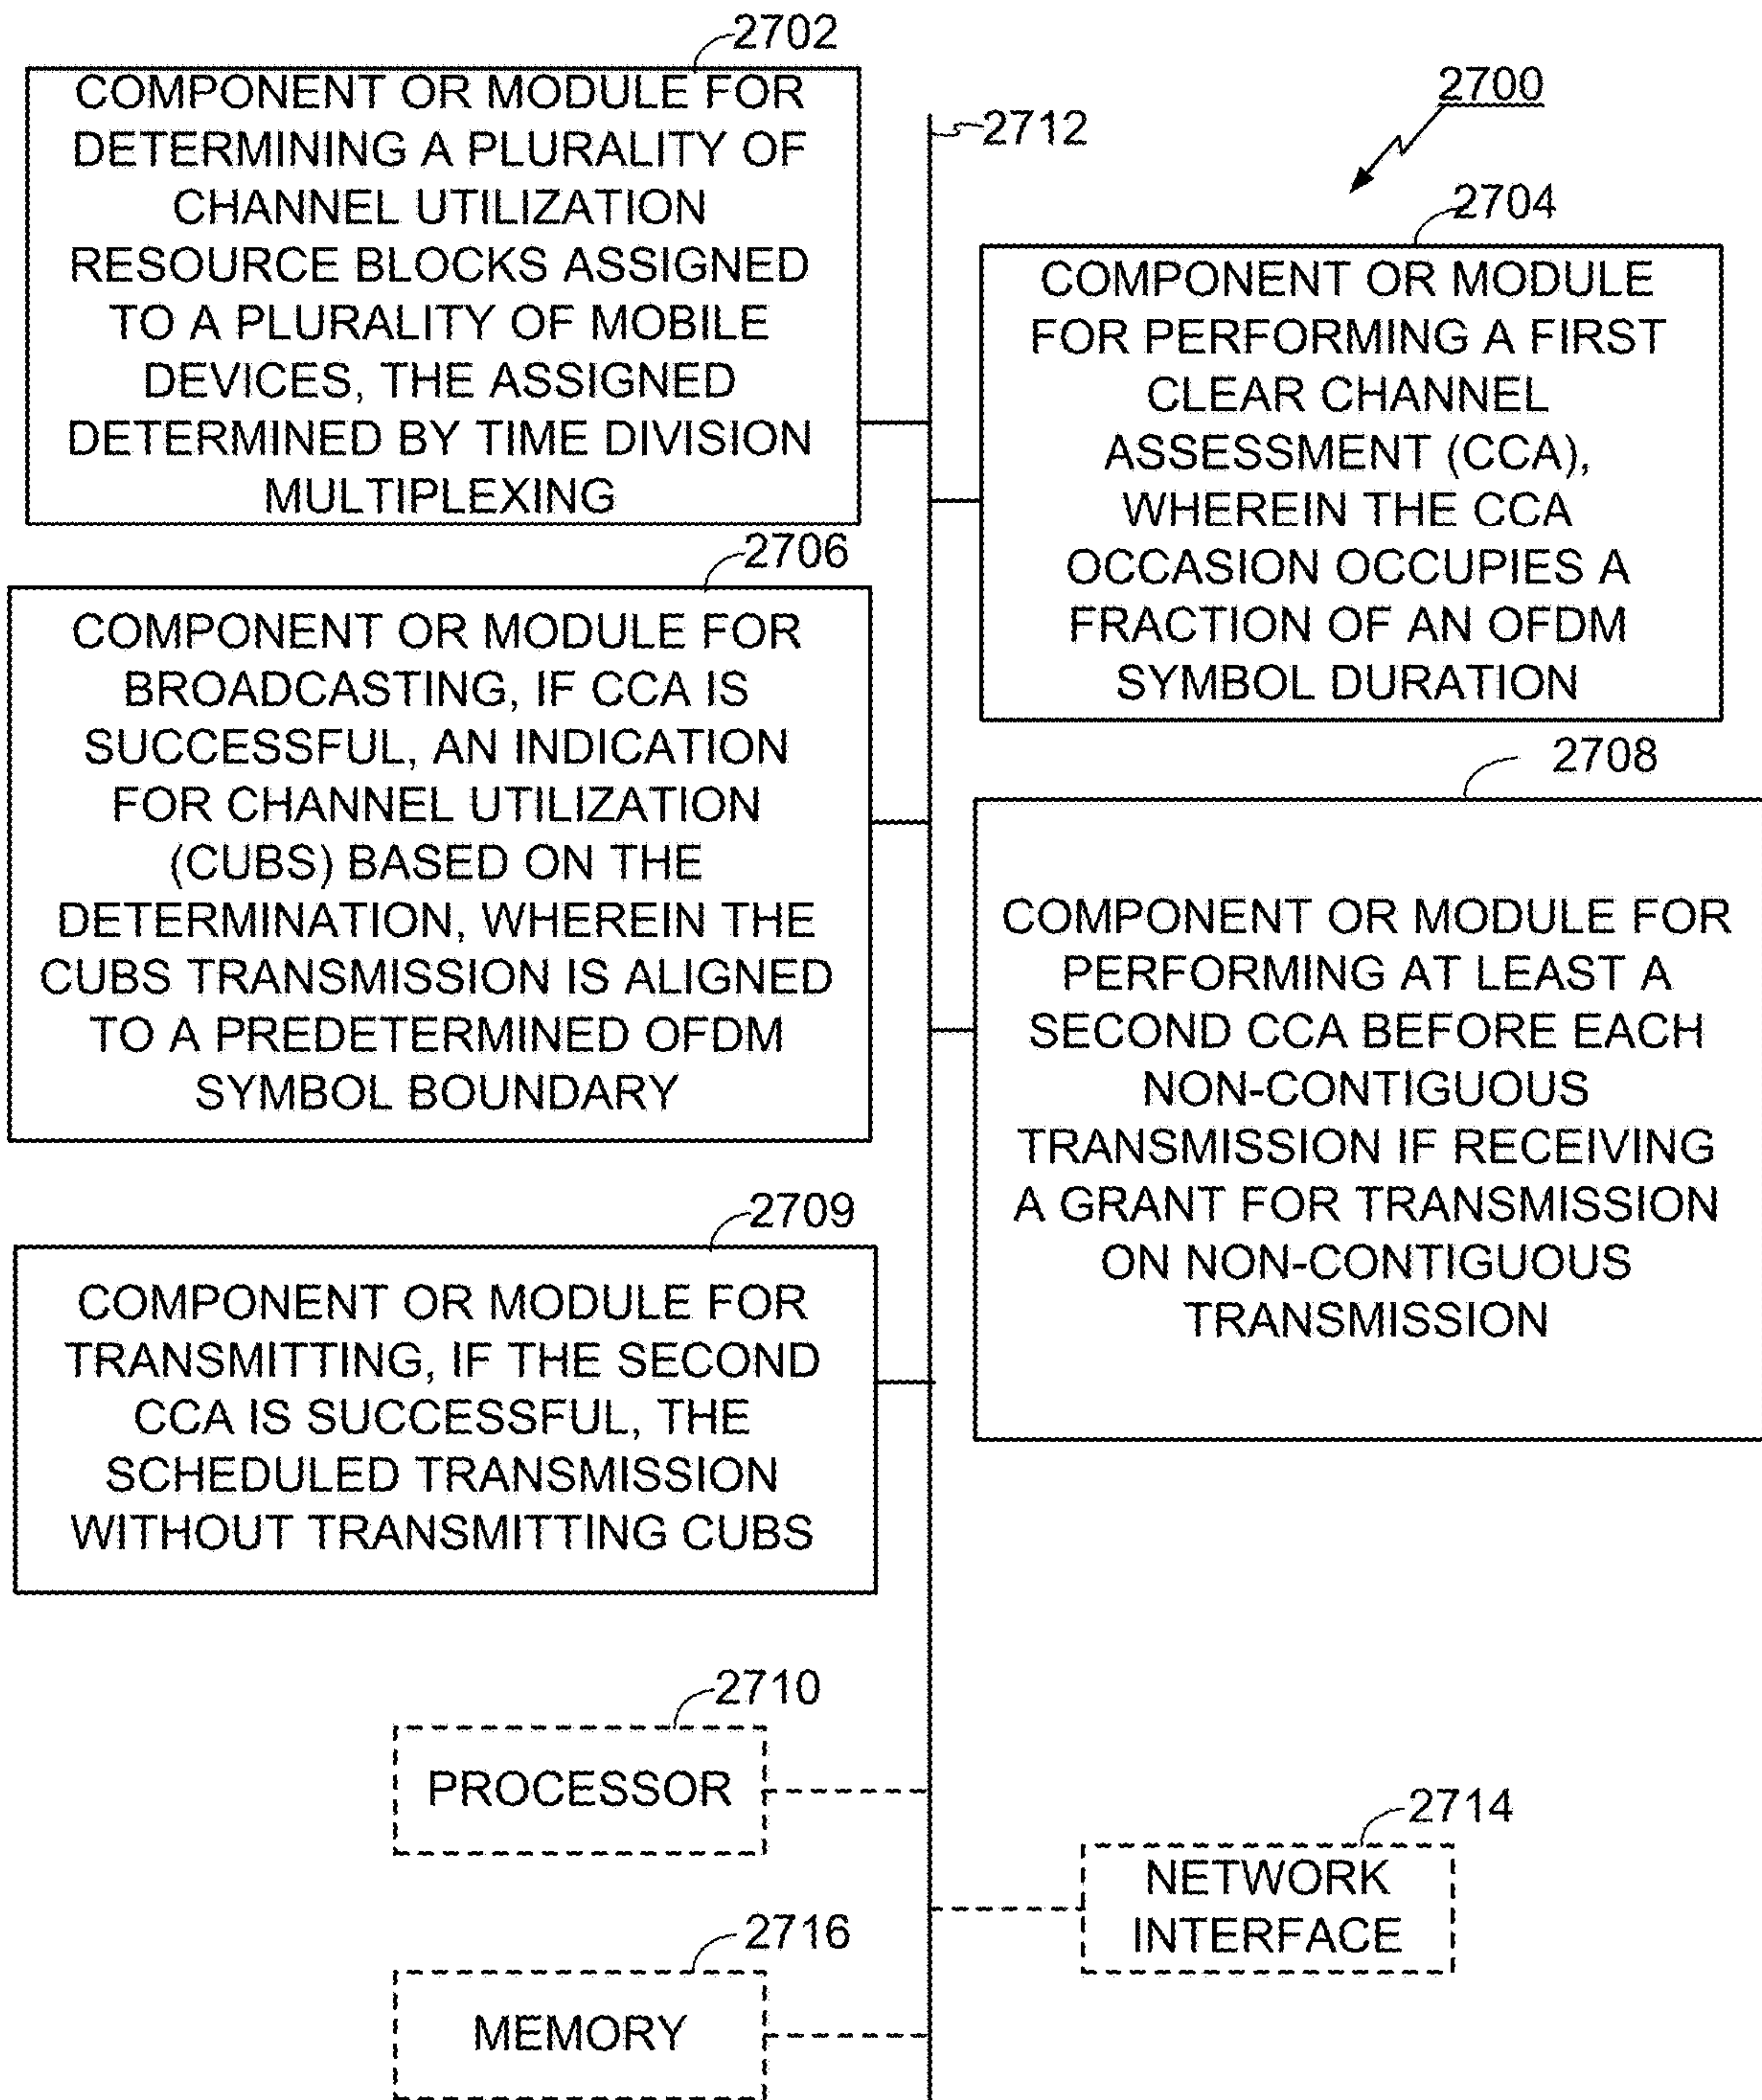 2702
COMPONENT OR MODULE FOR
DETERMINING A PLURALITY OF
CHANNEL UTILIZATION
RESOURCE BLOCKS ASSIGNED
TO A PLURALITY OF MOBILE
DEVICES, THE ASSIGNED
DETERMINED BY TIME DIVISION
MULTIPLEXING
2712
2700
2704
COMPONENT OR MODULE
FOR PERFORMING A FIRST
CLEAR CHANNEL
ASSESSMENT (CCA),
WHEREIN THE CCA
OCCASION OCCUPIES A
FRACTION OF AN OFDM
SYMBOL DURATION
2706
COMPONENT OR MODULE FOR
BROADCASTING, IF CCA IS
SUCCESSFUL, AN INDICATION
FOR CHANNEL UTILIZATION
(CUBS) BASED ON THE
DETERMINATION, WHEREIN THE
CUBS TRANSMISSION IS ALIGNED
TO A PREDETERMINED OFDM
SYMBOL BOUNDARY
2708
COMPONENT OR MODULE FOR
PERFORMING AT LEAST A
SECOND CCA BEFORE EACH
NON-CONTIGUOUS
TRANSMISSION IF RECEIVING
A GRANT FOR TRANSMISSION
ON NON-CONTIGUOUS
TRANSMISSION
2709
COMPONENT OR MODULE FOR
TRANSMITTING, IF THE SECOND
CCA IS SUCCESSFUL, THE
SCHEDULED TRANSMISSION
WITHOUT TRANSMITTING CUBS
2710
PROCESSOR
2714
NETWORK
INTERFACE
2716
MEMORY